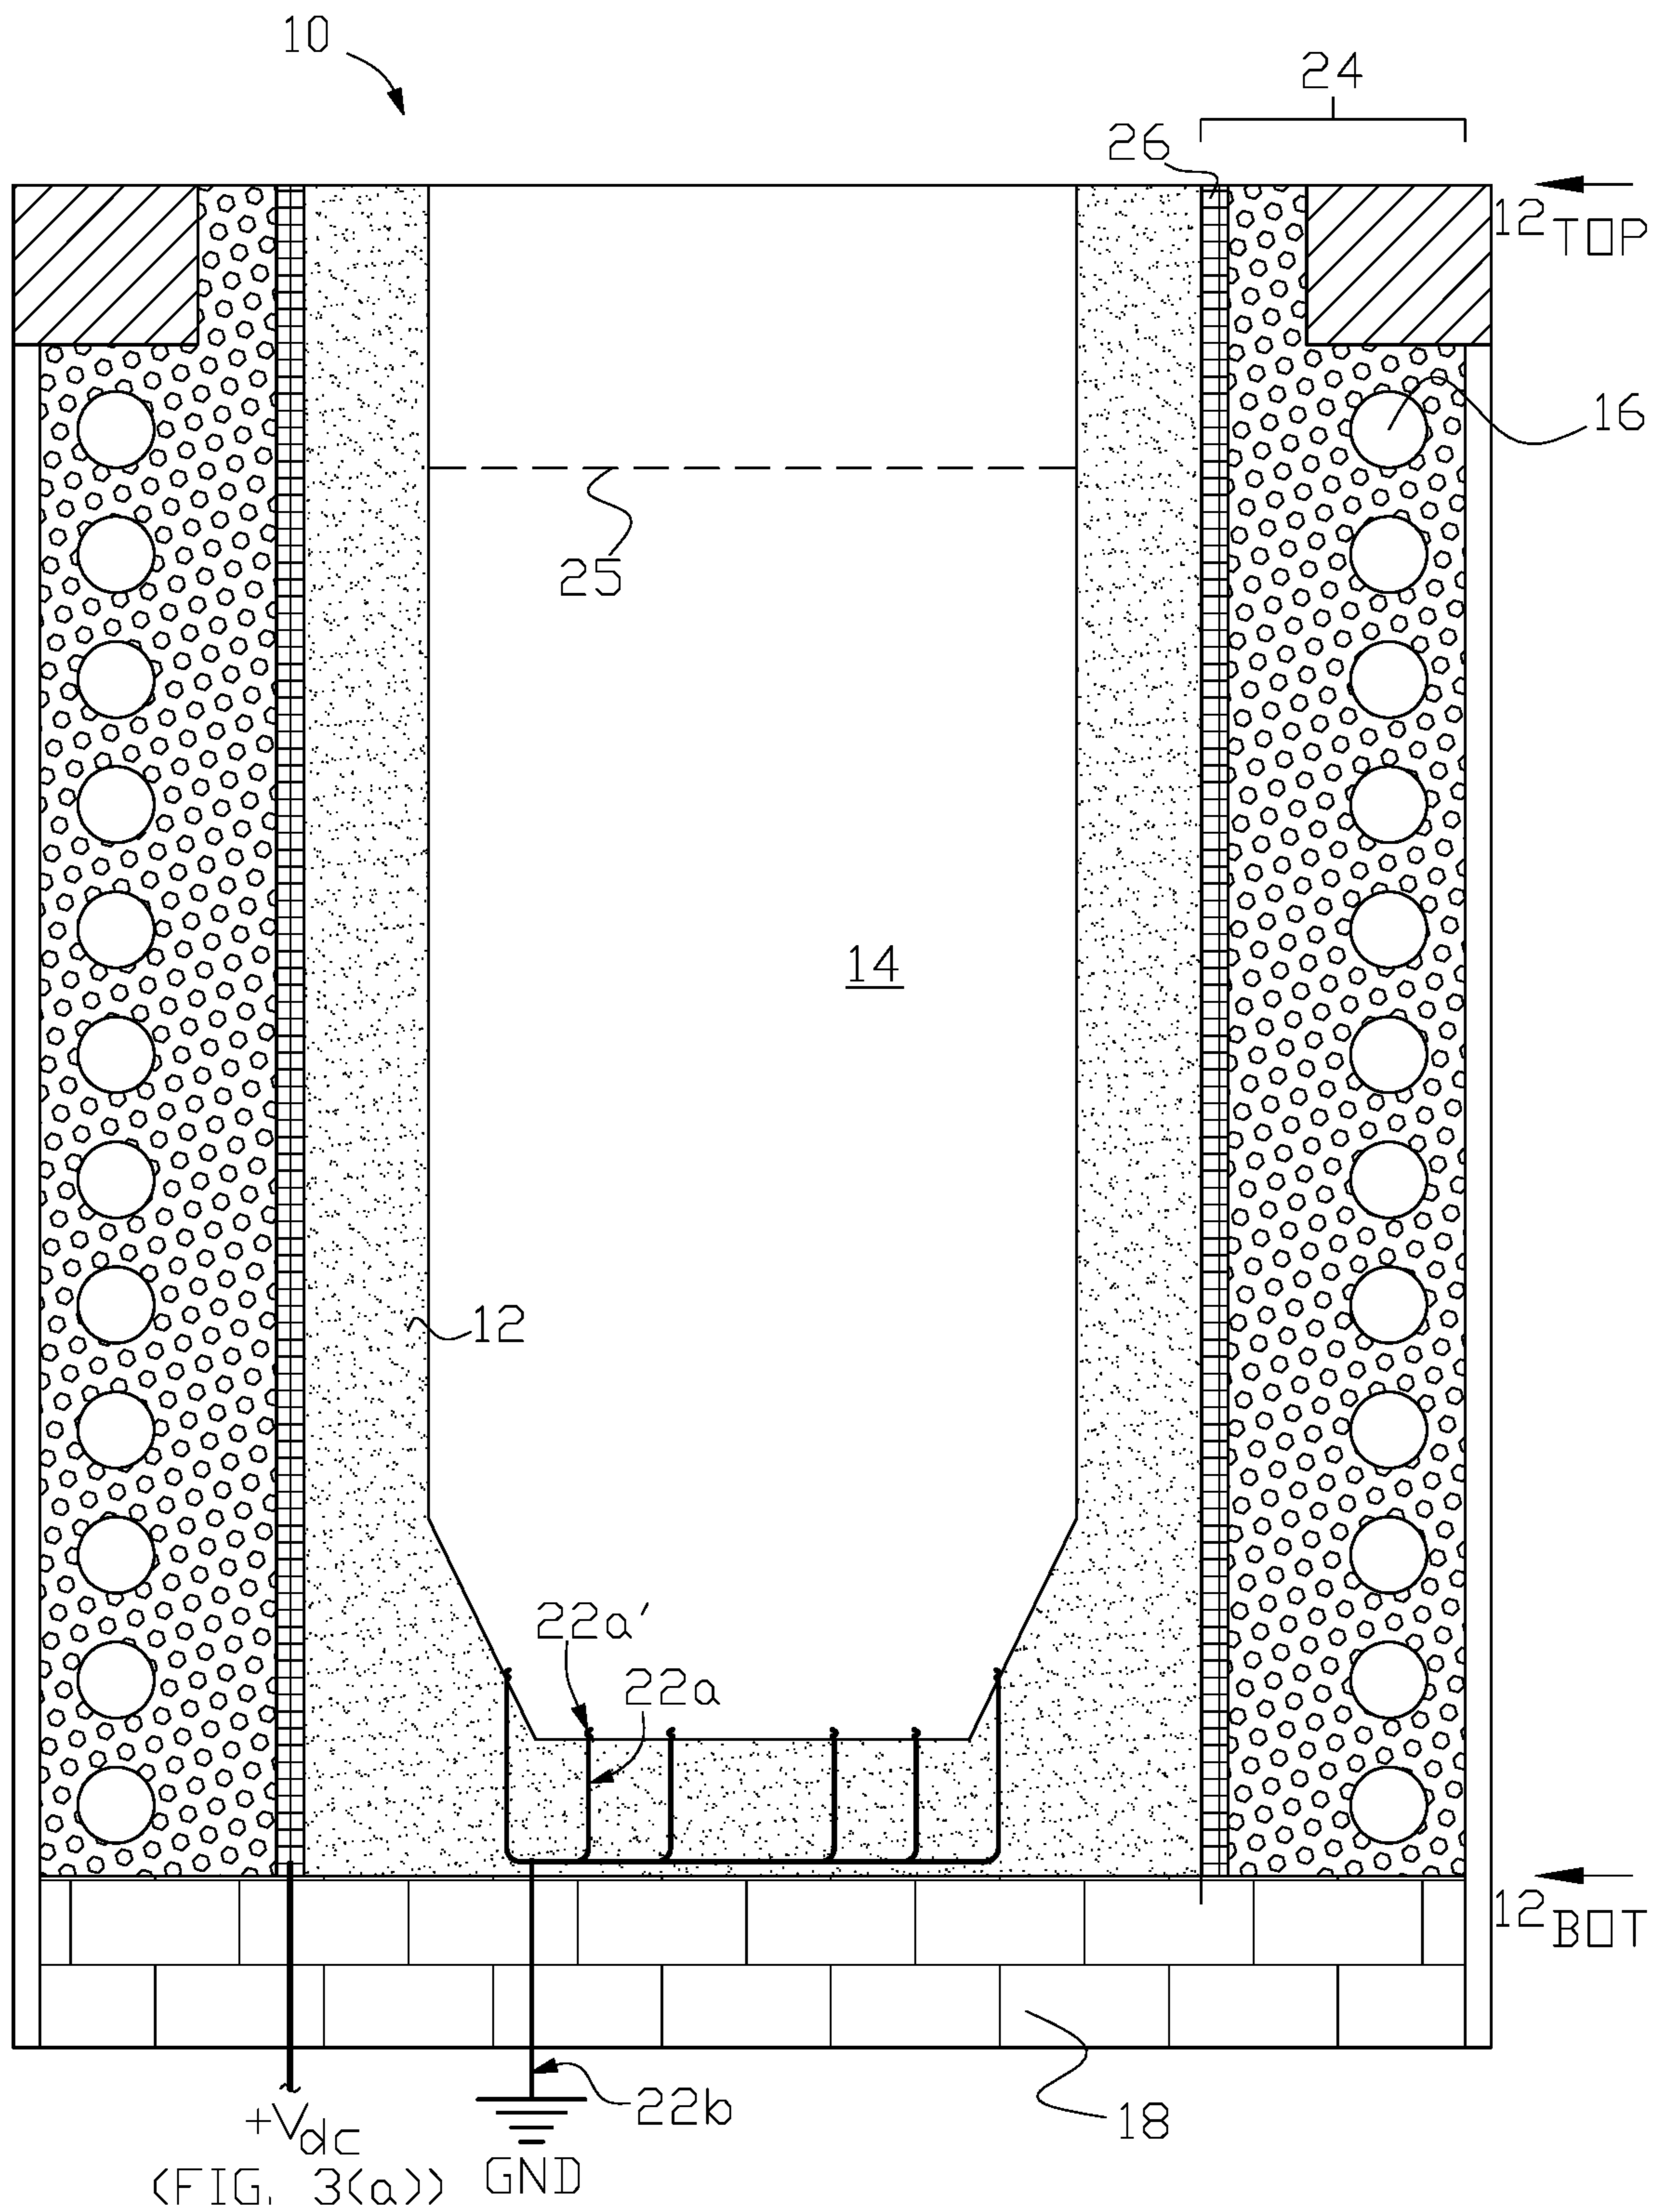 10
24
26
12TOP
16
25
14
12
22a′
22a
12BOT
22b
18
+Vdc
(FIG. 3(a))
GND